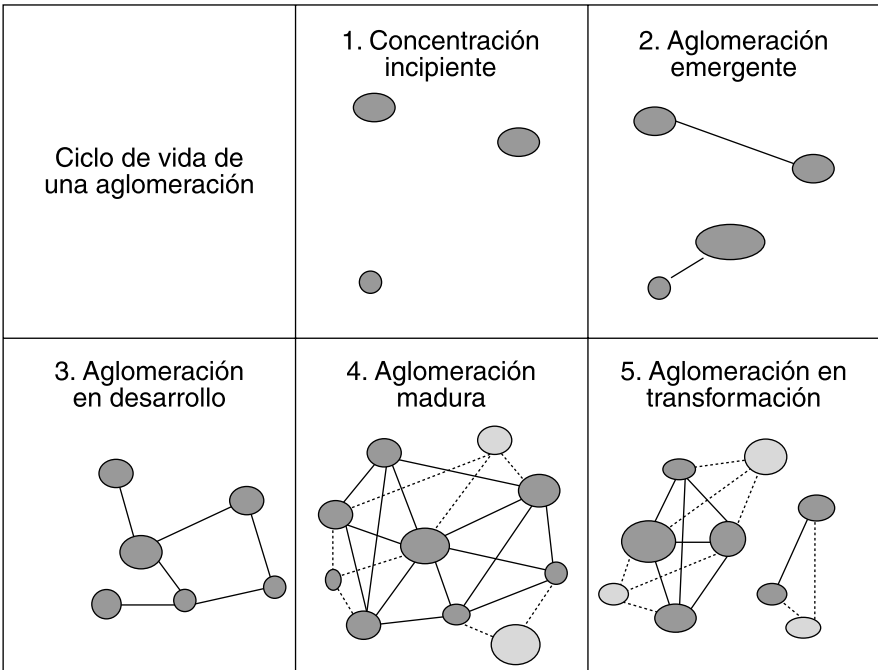 Ciclo de vida de
una aglomeración
1. Concentración
incipiente
2. Aglomeración
emergente
3. Aglomeración
en desarrollo
4. Aglomeración
madura
5. Aglomeración en
transformación